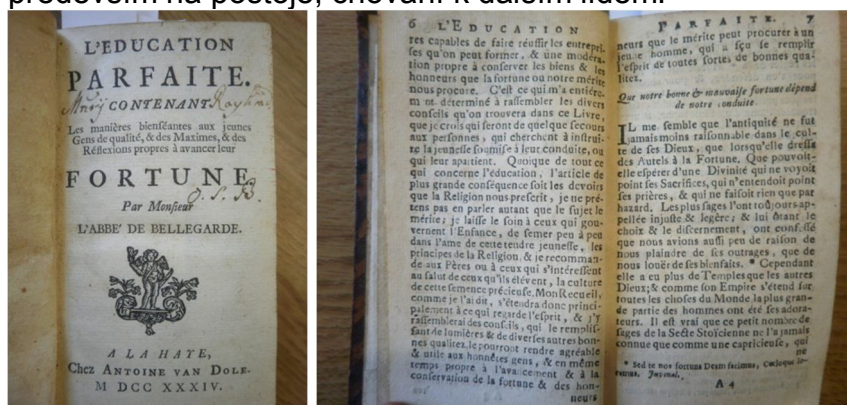 L'EDUCATION
PARFAITE.
CONTENANT
Les manières bienséantes aux jeunes
Gens de qualité, & des Maximes, & des
Réflexions propres à avancer leur
FORTUNE
Par Monsieur
L'ABBE' DE BELLEGARDE.
A LA HAYE,
Chez ANTOINE VAN DOLE.
M DCC XXXIV.
6 L'EDUCATION
res capables de faire réussir les entrepri-
ses qu'on peut former, & une modéra-
tion propre à conserver les biens & les
honneurs que la fortune ou notre mérite
nous procure. C'est ce qui m'a entiére-
m nt déterminé à rassembler les divers
conseils qu'on trouvera dans ce Livre,
que je crois qui seront de quelque secours
aux personnes, qui cherchent à instrui-
re la jeunesse soumise à leur conduite, ou
qui leur apartient. Quoique de tout ce
qui concerne l'éducation, l'article de
plus grande conséquence soit les devoirs
que la Religion nous prescrit, je ne pré-
tens pas en parler autant que le sujet le
mérite; je laisse le soin à ceux qui gou-
vernent l'Enfance, de semer peu à peu
dans l'ame de cette tendre jeunesse, les
principes de la Religion, & je recomman-
de aux Pères ou à ceux qui s'intéressent
au salut de ceux qu'ils élévent, la culture
de cette semence précieuse. Mon Recueil,
comme je l'ai dit, s'étendra donc princi-
palement à ce qui regarde l'esprit, & j'y
rassemblerai des conseils, qui le remplis-
sant de lumières & de diverses autres bon-
nes qualitez, le pourront rendre agréable
& utile aux honnêtes gens, & en même
temps propre à l'avancement & à la
conservation de la fortune & des hon-
neurs
PARFAITE. 7
neurs que le mérite peut procurer à un
jeune homme, qui a sçu se remplir
l'esprit de toutes sortes de bonnes qua-
litez.
Que notre bonne & mauvaise fortune dépend
de notre conduite.
IL me semble que l'antiquité ne fut
jamais moins raisonnable dans le cul-
te de ses Dieux, que lorsqu'elle dressa
des Autels à la Fortune. Que pouvoit-
elle espérer d'une Divinité qui ne voyoit
point ses Sacrifices, qui n'entendoit point
ses prières, & qui ne faisoit rien que par
hazard. Les plus sages l'ont toûjours ap-
pellée injuste & legère; & lui ôtant le
choix & le discernement, ont confessé
que nous avions aussi peu de raison de
nous plaindre de ses outrages, que de
nous louër de ses bienfaits. * Cependant
elle a eu plus de Temples que les autres
Dieux; & comme son Empire s'étend sur
toutes les choses du Monde, la plus gran-
de partie des hommes ont été ses adora-
teurs. Il est vrai que ce petit nombre de
sages de la Secte Stoïcienne ne l'a jamais
connue que comme une capricieuse, qui
ne
* Sed te nos fortuna Deam facimus, Cœloque lo-
camus. Juvenal.
A 4